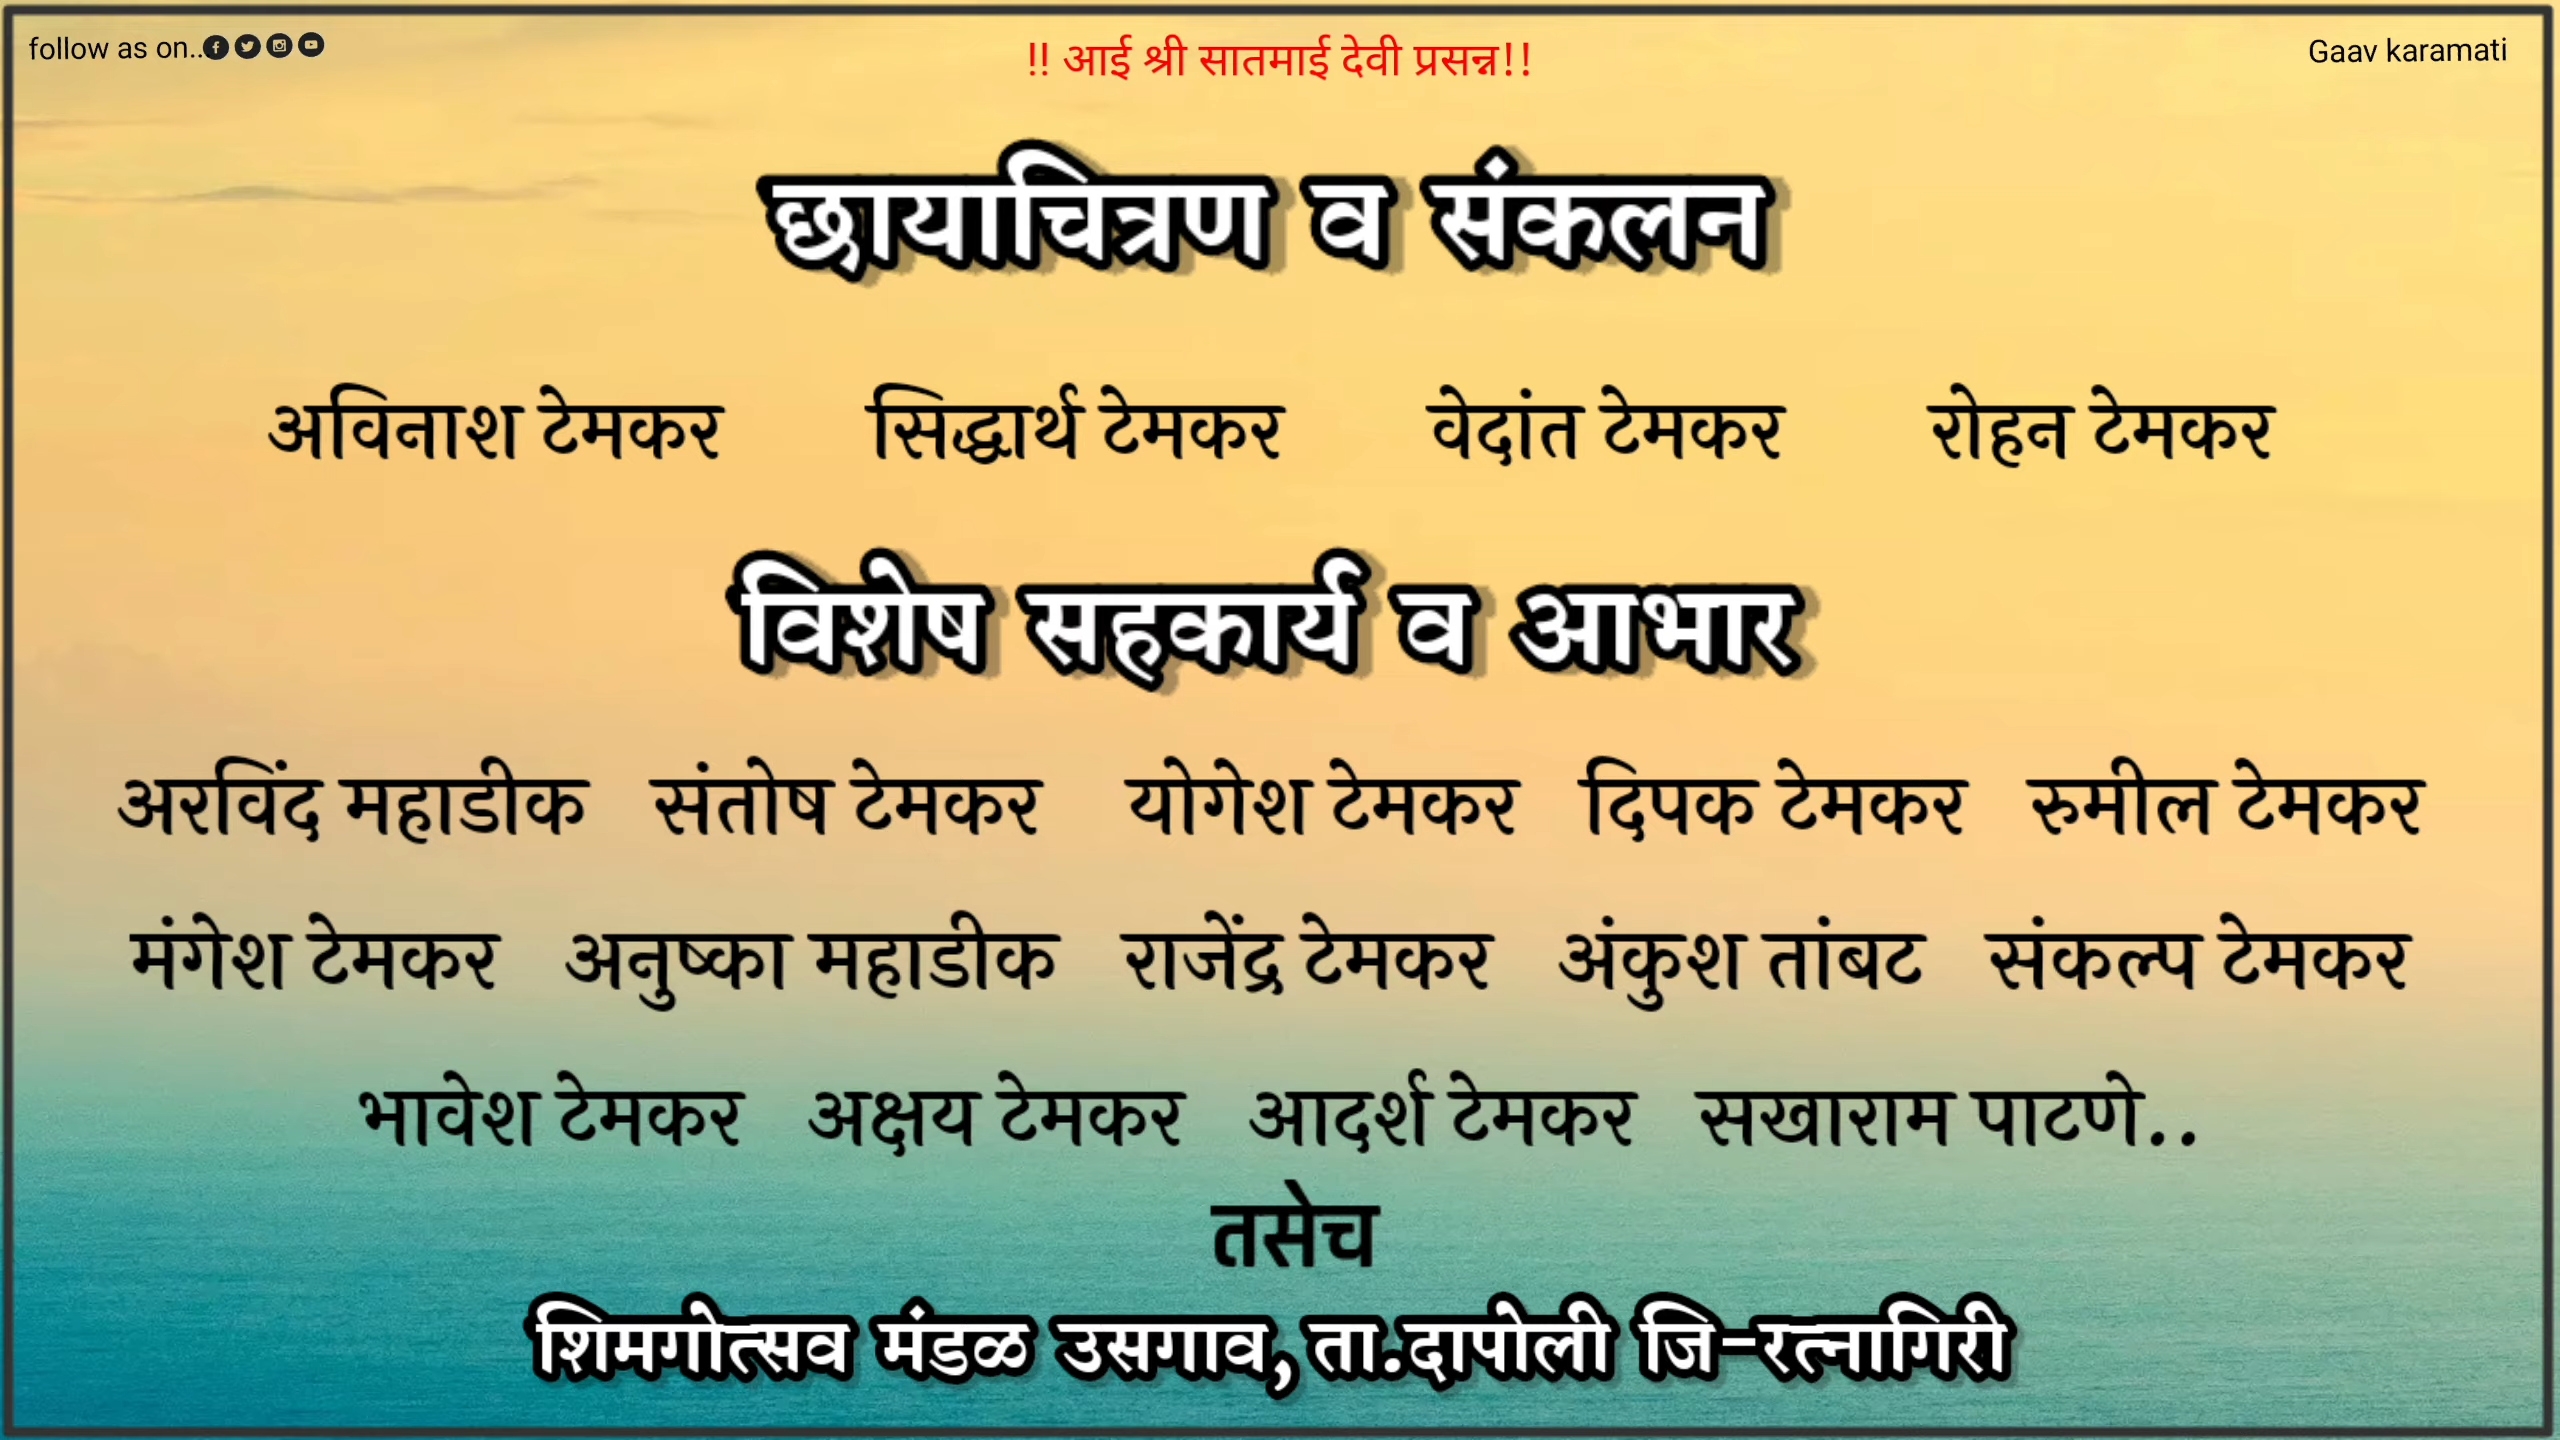 follow as on..
!! आई श्री सातमाई देवी प्रसन्न!!
Gaav karamati
छायाचित्रण व संकलन
अविनाश टेमकर सिद्धार्थ टेमकर वेदांत टेमकर रोहन टेमकर
विशेष सहकार्य व आभार
अरविंद महाडीक संतोष टेमकर योगेश टेमकर दिपक टेमकर रुमील टेमकर
मंगेश टेमकर अनुष्का महाडीक राजेंद्र टेमकर अंकुश तांबट संकल्प टेमकर
भावेश टेमकर अक्षय टेमकर आदर्श टेमकर सखाराम पाटणे..
तसेच
शिमगोत्सव मंडळ उसगाव, ता.दापोली जि-रत्नागिरी